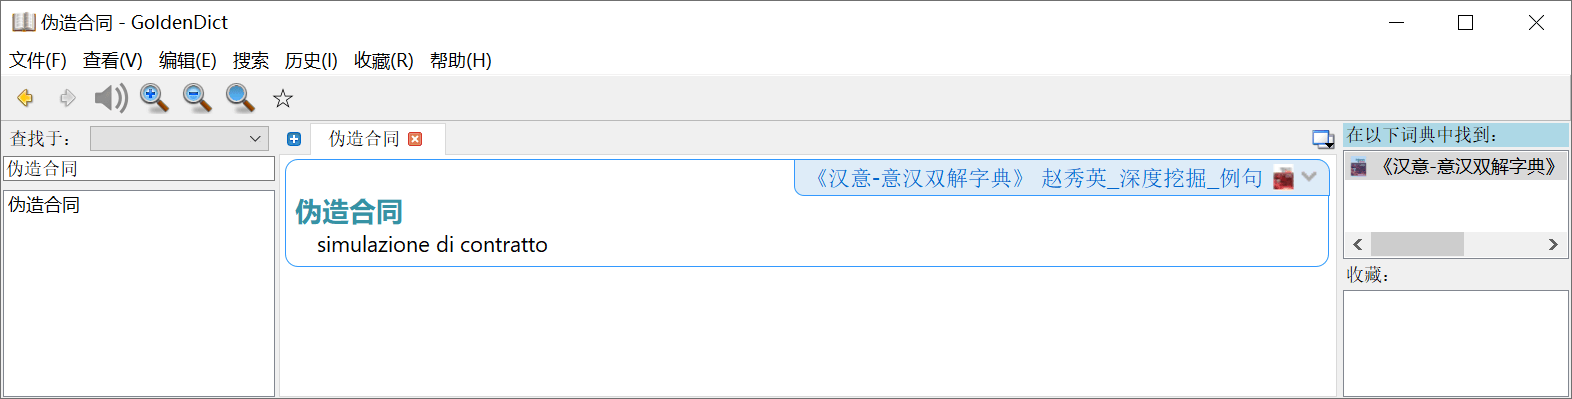 伪造合同 - GoldenDict
文件(F) 查看(V) 编辑(E) 搜索 历史(I) 收藏(R) 帮助(H)
查找于:
伪造合同
伪造合同
伪造合同
《汉意-意汉双解字典》 赵秀英_深度挖掘_例句
伪造合同
simulazione di contratto
在以下词典中找到:
《汉意-意汉双解字典》
收藏: